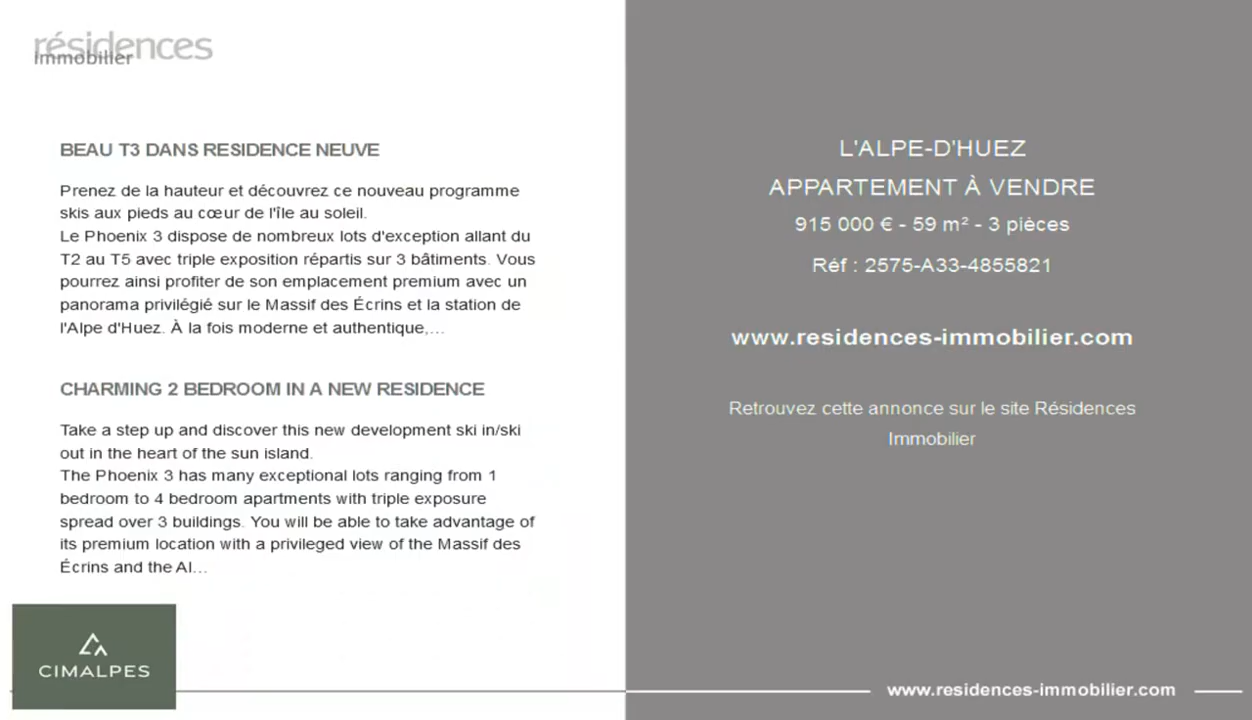 résidences
Immobilier
BEAU T3 DANS RESIDENCE NEUVE
Prenez de la hauteur et découvrez ce nouveau programme
skis aux pieds au cœur de l'île au soleil.
Le Phoenix 3 dispose de nombreux lots d'exception allant du
T2 au T5 avec triple exposition répartis sur 3 bâtiments. Vous
pourrez ainsi profiter de son emplacement premium avec un
panorama privilégié sur le Massif des Écrins et la station de
l'Alpe d'Huez. À la fois moderne et authentique,...
CHARMING 2 BEDROOM IN A NEW RESIDENCE
Take a step up and discover this new development ski in/ski
out in the heart of the sun island.
The Phoenix 3 has many exceptional lots ranging from 1
bedroom to 4 bedroom apartments with triple exposure
spread over 3 buildings. You will be able to take advantage of
its premium location with a privileged view of the Massif des
Écrins and the Al...
CIMALPES
L'ALPE-D'HUEZ
APPARTEMENT À VENDRE
915 000 € - 59 m² - 3 pièces
Réf : 2575-A33-4855821
www.residences-immobilier.com
Retrouvez cette annonce sur le site Résidences
Immobilier
www.residences-immobilier.com